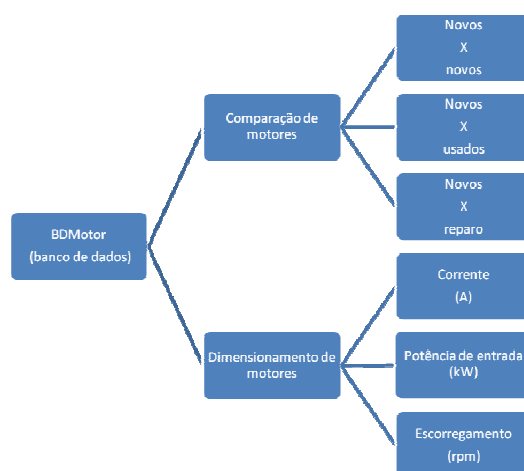 Novos
X
novos
Comparação de
motores
Novos
X
usados
Novos
X
reparo
BDMotor
(banco de dados)
Corrente
(A)
Dimensionamento de
motores
Potência de entrada
(kW)
Escorregamento
(rpm)